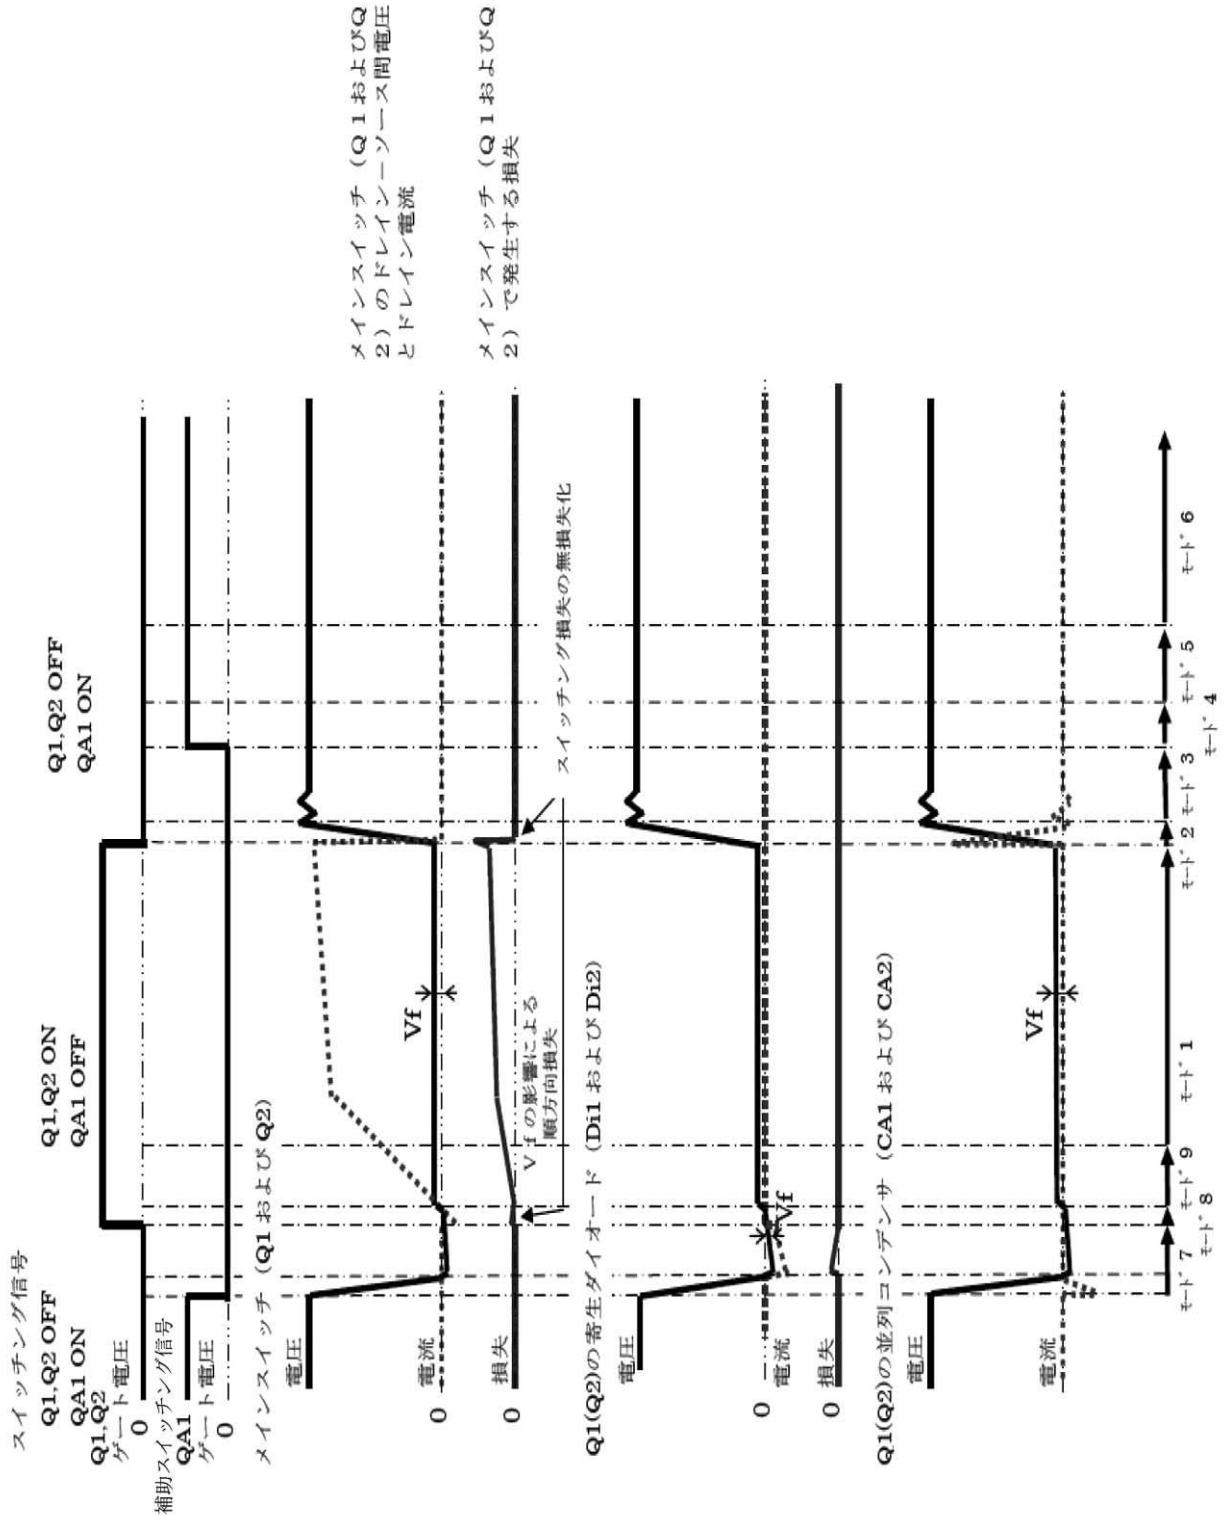 スイッチング信号
Q1,Q2 OFF
QA1 ON
Q1,Q2 ON
QA1 OFF
Q1,Q2 OFF
QA1 ON
Q1,Q2
ゲート電圧
0
補助スイッチング信号
QA1
ゲート電圧
0
メインスイッチ（Q1 および Q2）
電圧
電流
0
Vf
損失
0
メインスイッチ（Q１およびQ
２）のドレイン－ソース間電圧
とドレイン電流
メインスイッチ（Q１およびQ
２）で発生する損失
Ｖｆの影響による
順方向損失
スイッチング損失の無損失化
Q1(Q2)の寄生ダイオード（Di1 および Di2）
電圧
0
電流
Vf
損失
0
Q1(Q2)の並列コンデンサ（CA1 および CA2）
電圧
電流
Vf
ﾓｰﾄﾞ 7
ﾓｰﾄﾞ 8
ﾓｰﾄﾞ 9
ﾓｰﾄﾞ 1
ﾓｰﾄﾞ 2
ﾓｰﾄﾞ 3
ﾓｰﾄﾞ 4
ﾓｰﾄﾞ 5
ﾓｰﾄﾞ 6